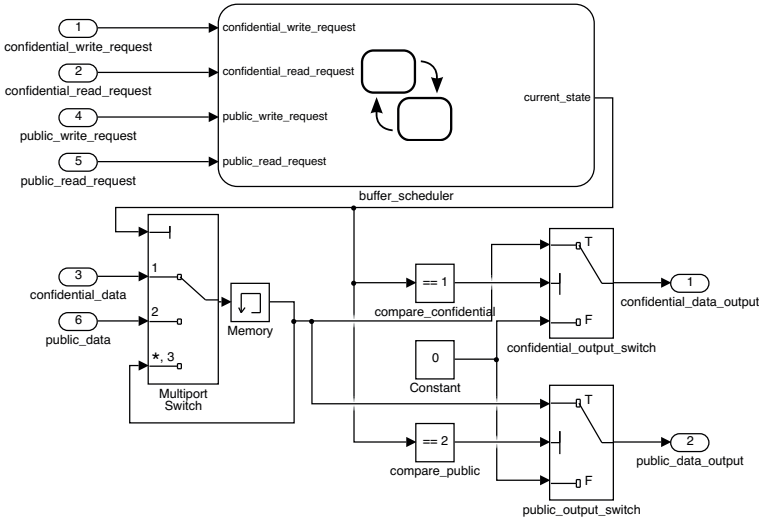 1
confidential_write_request
confidential_write_request
2
confidential_read_request
confidential_read_request
4
public_write_request
public_write_request
5
public_read_request
public_read_request
current_state
buffer_scheduler
3
confidential_data
6
public_data
1
2
*, 3
Multiport
Switch
Memory
== 1
compare_confidential
0
Constant
== 2
compare_public
T
F
confidential_output_switch
1
confidential_data_output
T
F
public_output_switch
2
public_data_output